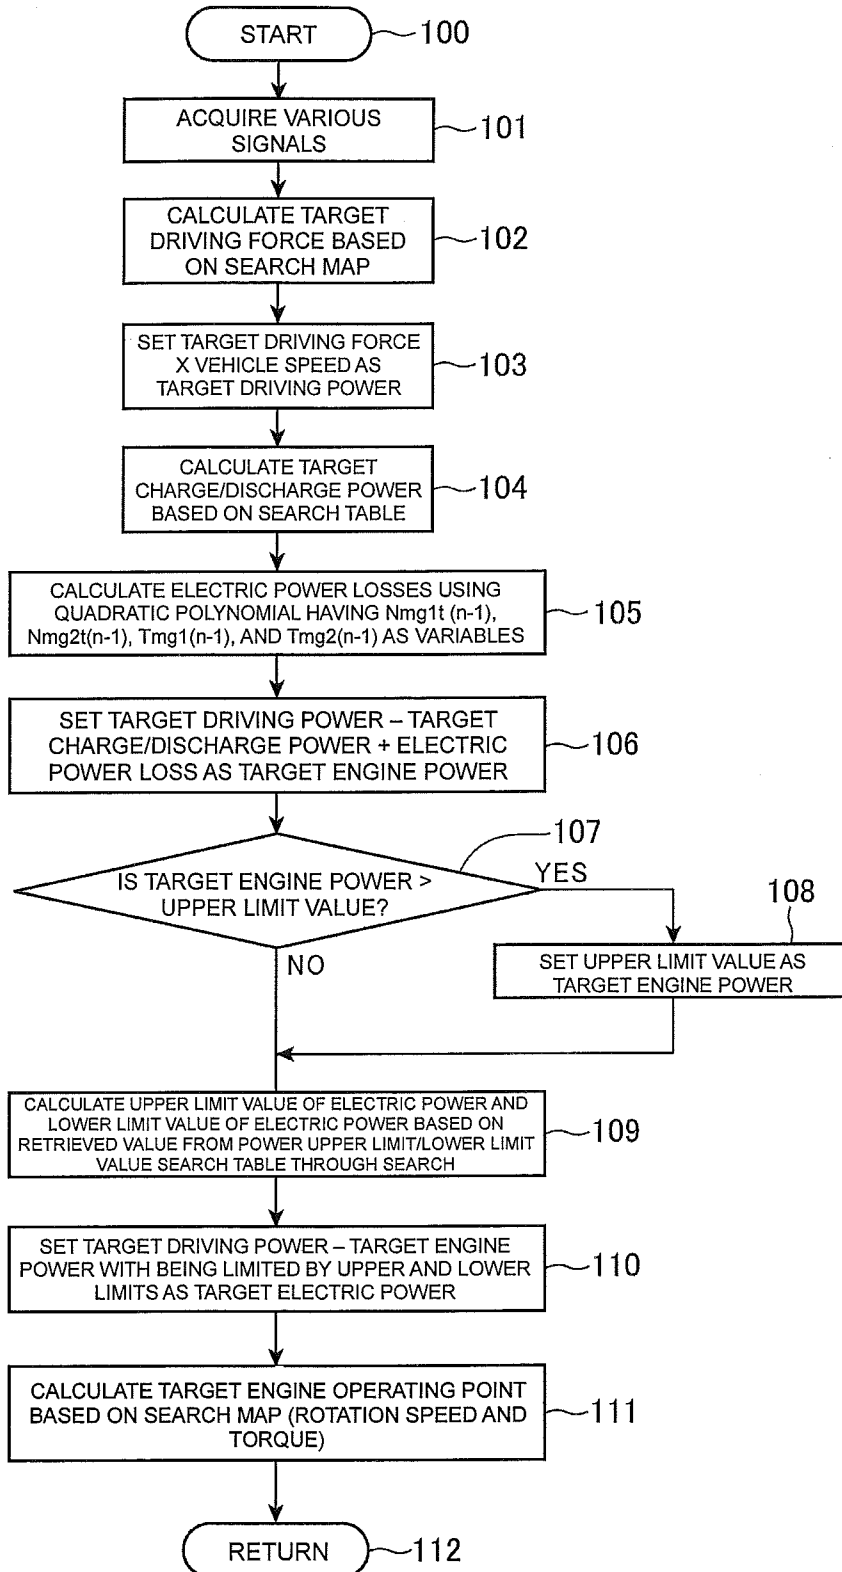 START
100
ACQUIRE VARIOUS
SIGNALS
101
CALCULATE TARGET
DRIVING FORCE BASED
ON SEARCH MAP
102
SET TARGET DRIVING FORCE
X VEHICLE SPEED AS
TARGET DRIVING POWER
103
CALCULATE TARGET
CHARGE/DISCHARGE POWER
BASED ON SEARCH TABLE
104
CALCULATE ELECTRIC POWER LOSSES USING
QUADRATIC POLYNOMIAL HAVING Nmg1t (n-1),
Nmg2t(n-1), Tmg1(n-1), AND Tmg2(n-1) AS VARIABLES
105
SET TARGET DRIVING POWER – TARGET
CHARGE/DISCHARGE POWER + ELECTRIC
POWER LOSS AS TARGET ENGINE POWER
106
107
IS TARGET ENGINE POWER >
UPPER LIMIT VALUE?
YES
NO
108
SET UPPER LIMIT VALUE AS
TARGET ENGINE POWER
CALCULATE UPPER LIMIT VALUE OF ELECTRIC POWER AND
LOWER LIMIT VALUE OF ELECTRIC POWER BASED ON
RETRIEVED VALUE FROM POWER UPPER LIMIT/LOWER LIMIT
VALUE SEARCH TABLE THROUGH SEARCH
109
SET TARGET DRIVING POWER – TARGET ENGINE
POWER WITH BEING LIMITED BY UPPER AND LOWER
LIMITS AS TARGET ELECTRIC POWER
110
CALCULATE TARGET ENGINE OPERATING POINT
BASED ON SEARCH MAP (ROTATION SPEED AND
TORQUE)
111
RETURN
112